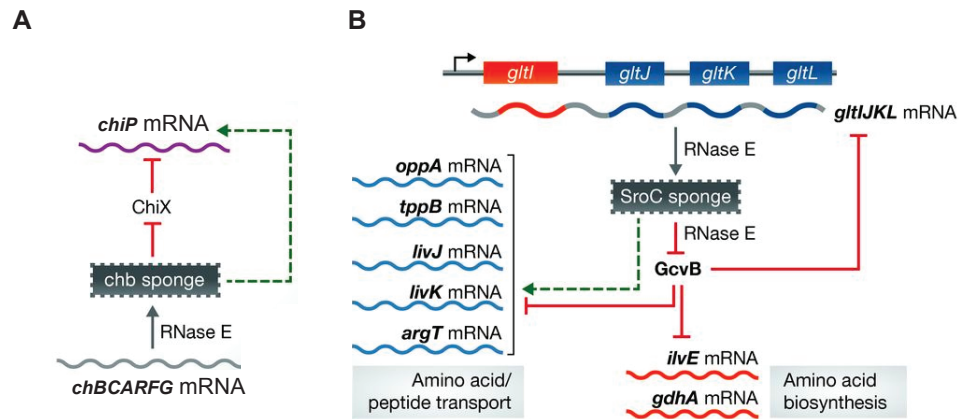 A
chiP mRNA
ChiX
chb sponge
RNase E
chBCARFG mRNA
B
gltI
gltJ
gltK
gltL
gltIJKL mRNA
RNase E
SroC sponge
RNase E
GcvB
oppA mRNA
tppB mRNA
livJ mRNA
livK mRNA
argT mRNA
Amino acid/
peptide transport
ilvE mRNA
gdhA mRNA
Amino acid
biosynthesis